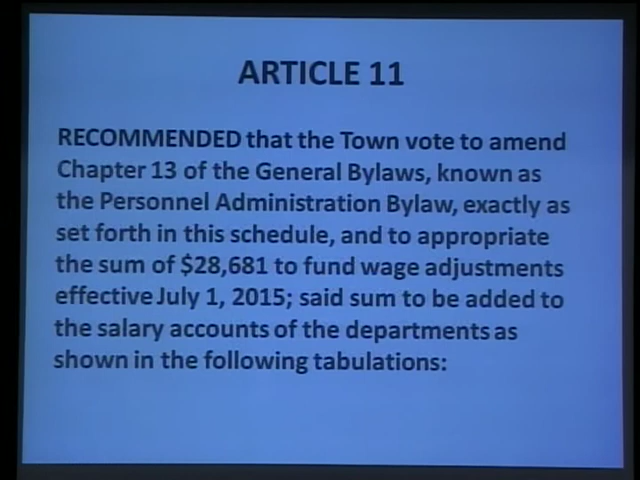 ARTICLE 11
RECOMMENDED that the Town vote to amend
Chapter 13 of the General Bylaws, known as
the Personnel Administration Bylaw, exactly as
set forth in this schedule, and to appropriate
the sum of $28,681 to fund wage adjustments
effective July 1, 2015; said sum to be added to
the salary accounts of the departments as
shown in the following tabulations: